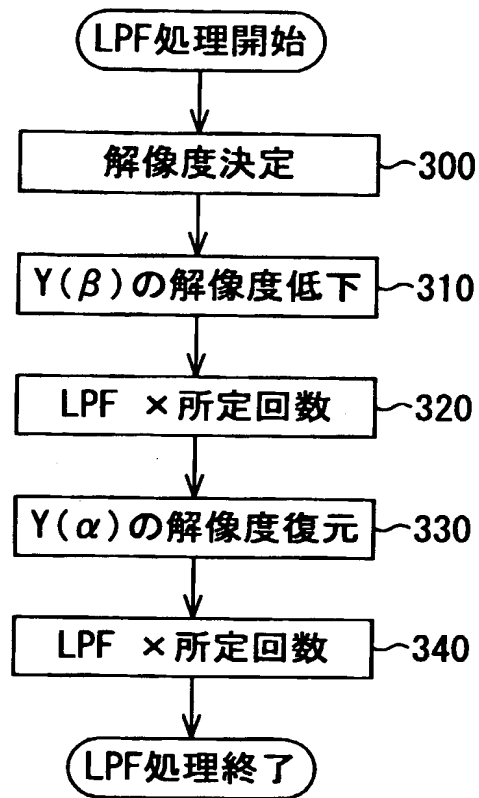 LPF処理開始
解像度決定 300
Y(β)の解像度低下 310
LPF ×所定回数 320
Y(α)の解像度復元 330
LPF ×所定回数 340
LPF処理終了